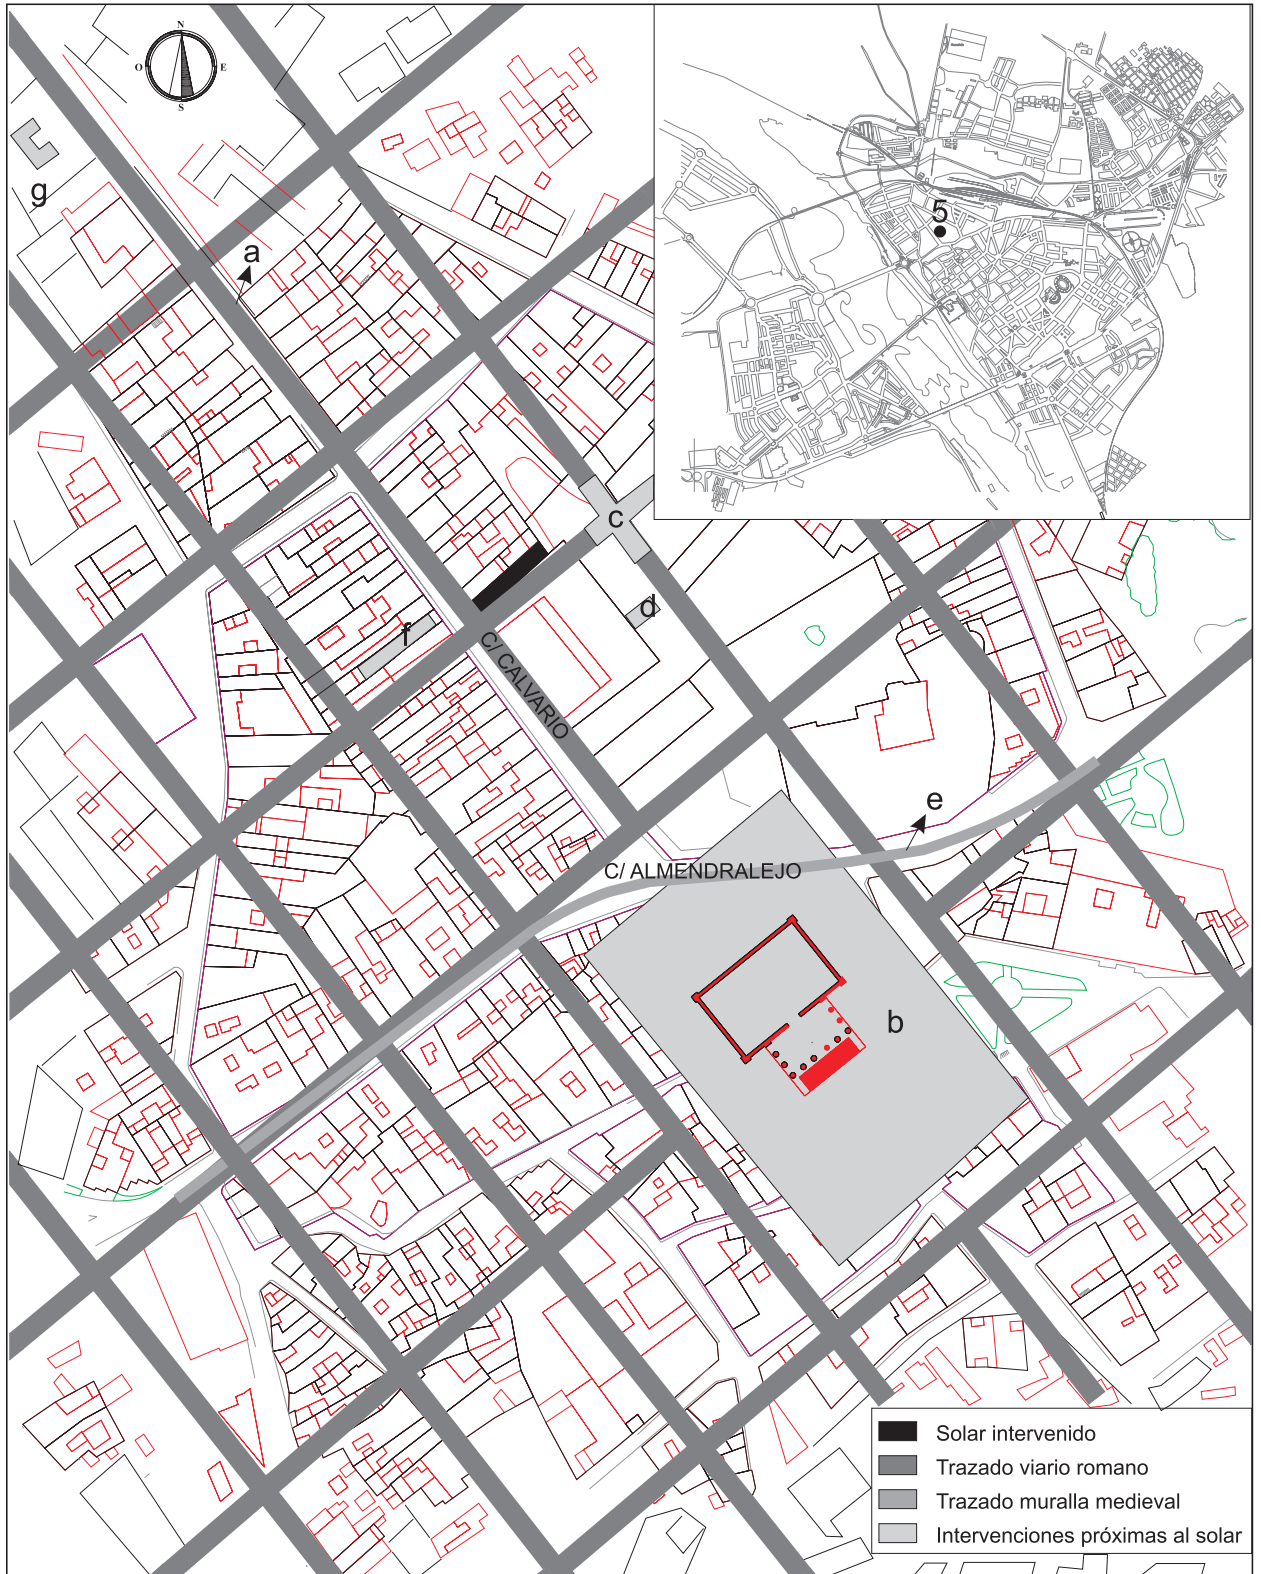 N
O
E
S
5
g
a
c
d
f
C/ CALVARIO
e
C/ ALMENDRALEJO
b
Solar intervenido
Trazado viario romano
Trazado muralla medieval
Intervenciones próximas al solar